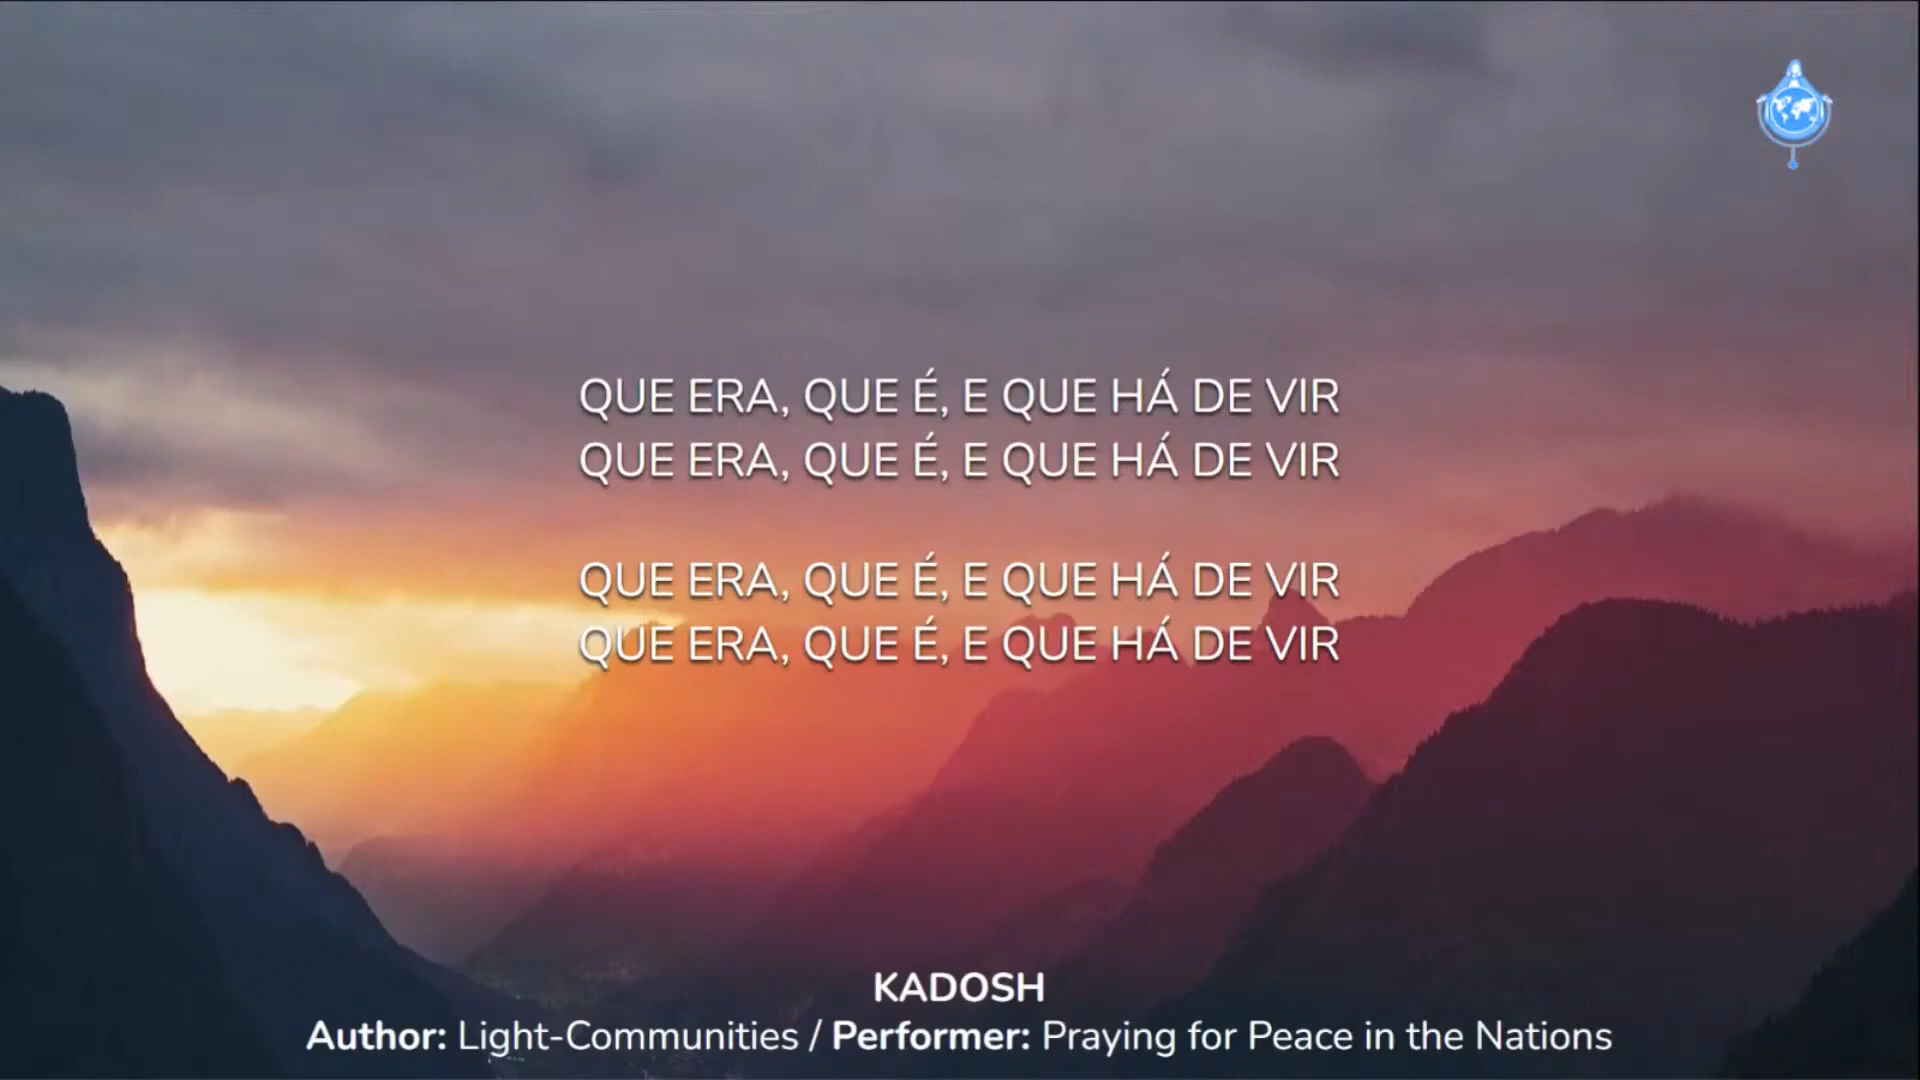 QUE ERA, QUE É, E QUE HÁ DE VIR
QUE ERA, QUE É, E QUE HÁ DE VIR
QUE ERA, QUE É, E QUE HÁ DE VIR
QUE ERA, QUE É, E QUE HÁ DE VIR
KADOSH
Author: Light-Communities / Performer: Praying for Peace in the Nations